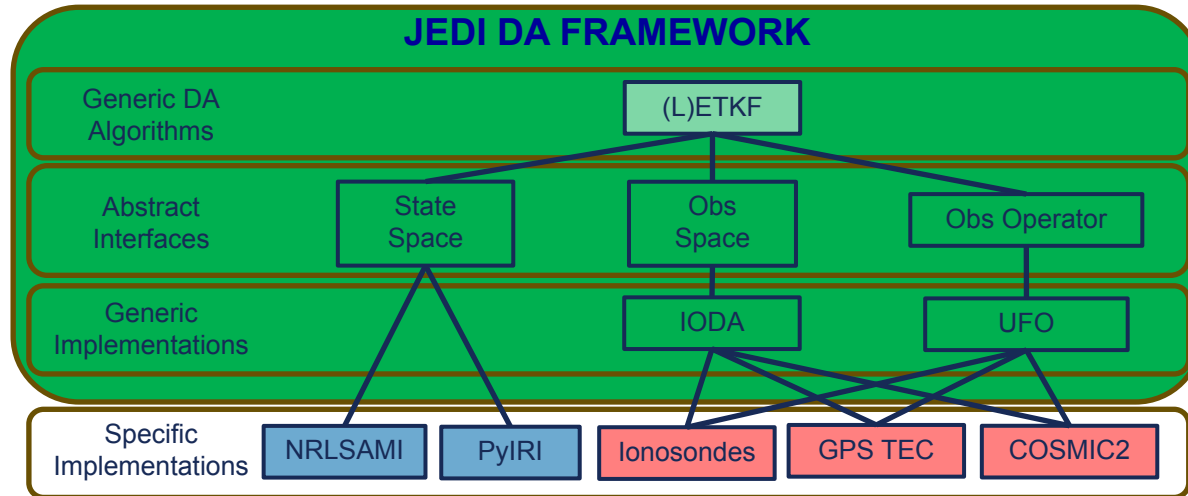 JEDI DA FRAMEWORK
Generic DA
Algorithms
(L)ETKF
Abstract
Interfaces
State
Space
Obs
Space
Obs Operator
Generic
Implementations
IODA
UFO
Specific
Implementations
NRLSAMI
PyIRI
Ionosondes
GPS TEC
COSMIC2